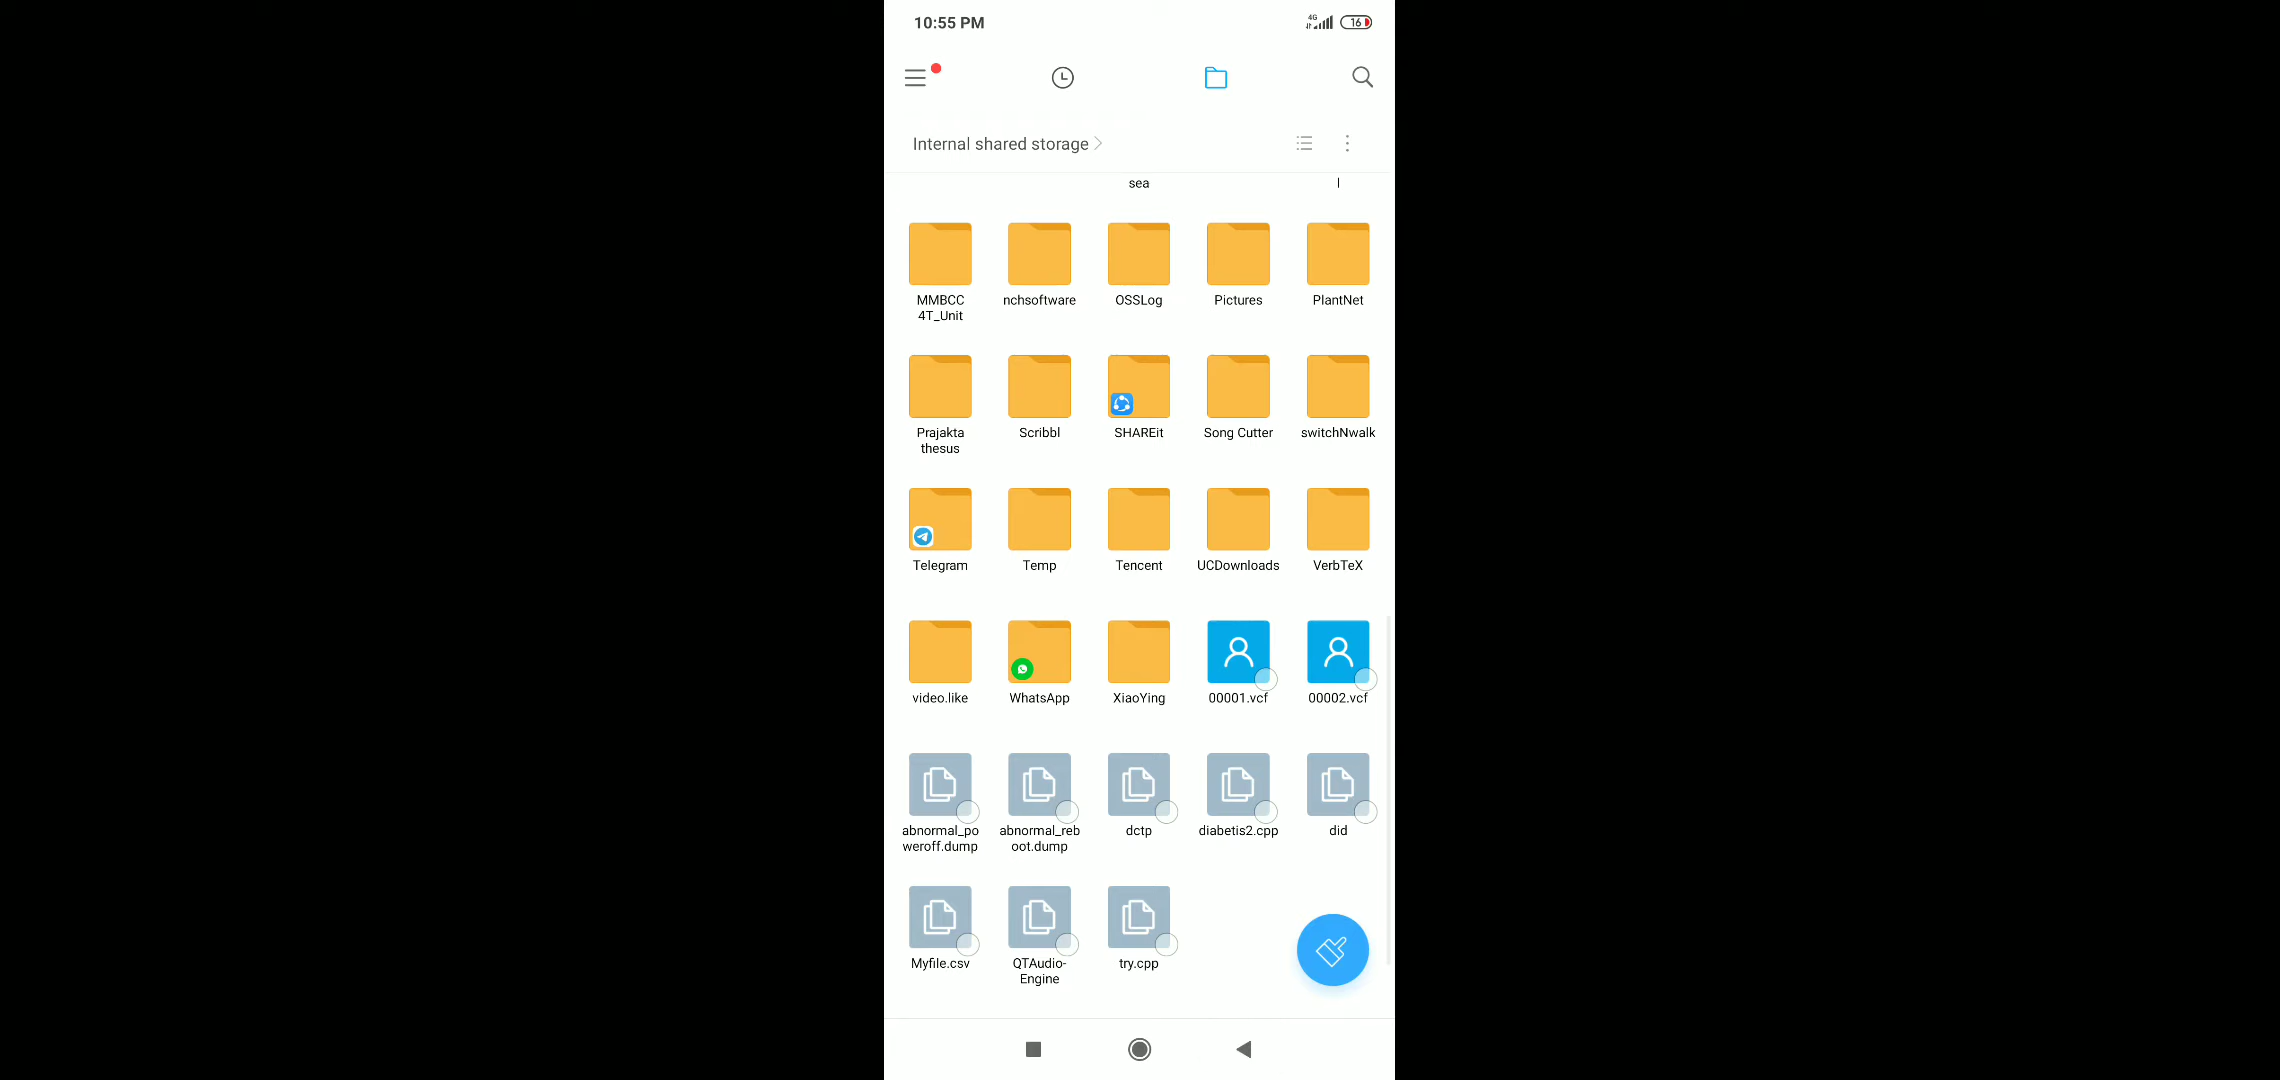 10:55 PM
4G
16
Internal shared storage
sea
l
MMBCC
4T_Unit
nchsoftware
OSSLog
Pictures
PlantNet
Prajakta
thesus
Scribbl
SHAREit
Song Cutter
switchNwalk
Telegram
Temp
Tencent
UCDownloads
VerbTeX
video.like
WhatsApp
XiaoYing
00001.vcf
00002.vcf
abnormal_po
weroff.dump
abnormal_reb
oot.dump
dctp
diabetis2.cpp
did
Myfile.csv
QTAudio-
Engine
try.cpp